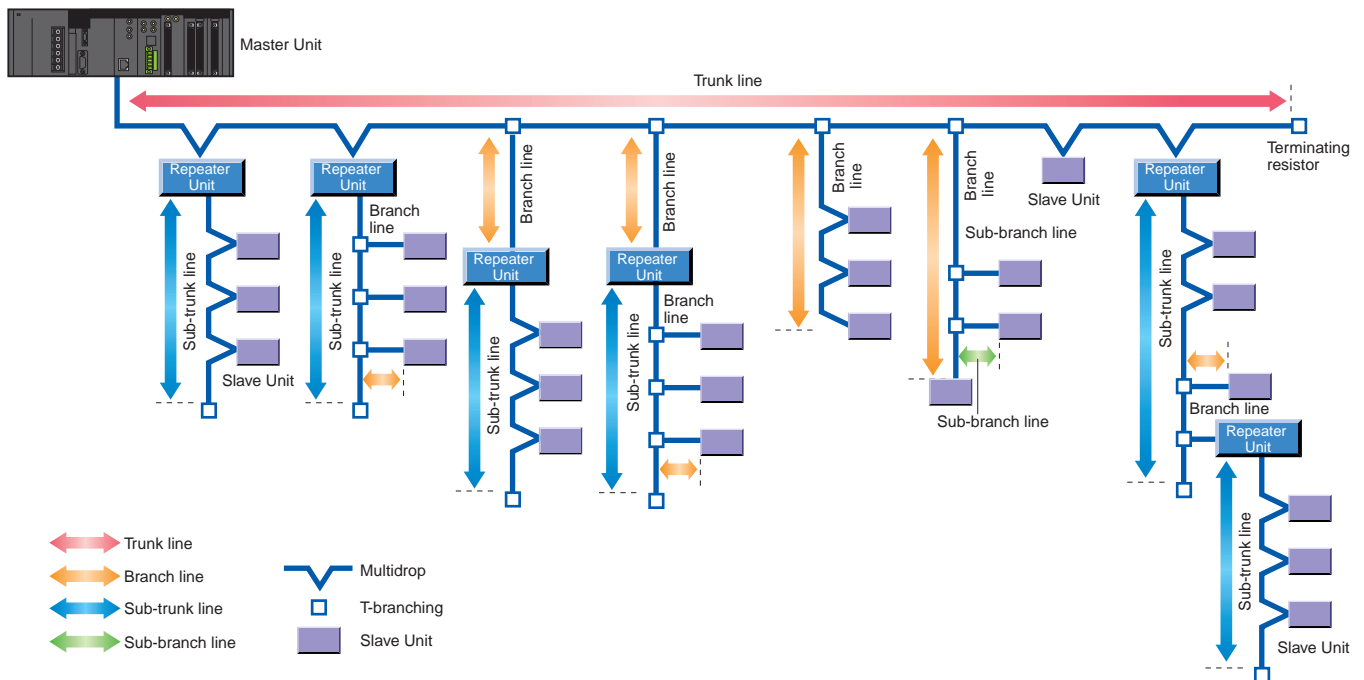 Master Unit
Trunk line
Terminating
resistor
Repeater
Unit
Repeater
Unit
Branch line
Branch line
Branch
line
Branch
line
Slave Unit
Repeater
Unit
Branch
line
Sub-trunk line
Sub-trunk line
Sub-branch line
Repeater
Unit
Repeater
Unit
Sub-trunk line
Slave Unit
Branch
line
Sub-trunk line
Sub-trunk line
Sub-branch line
Branch line
Repeater
Unit
Sub-trunk line
Slave Unit
Trunk line
Branch line
Sub-trunk line
Sub-branch line
Multidrop
T-branching
Slave Unit